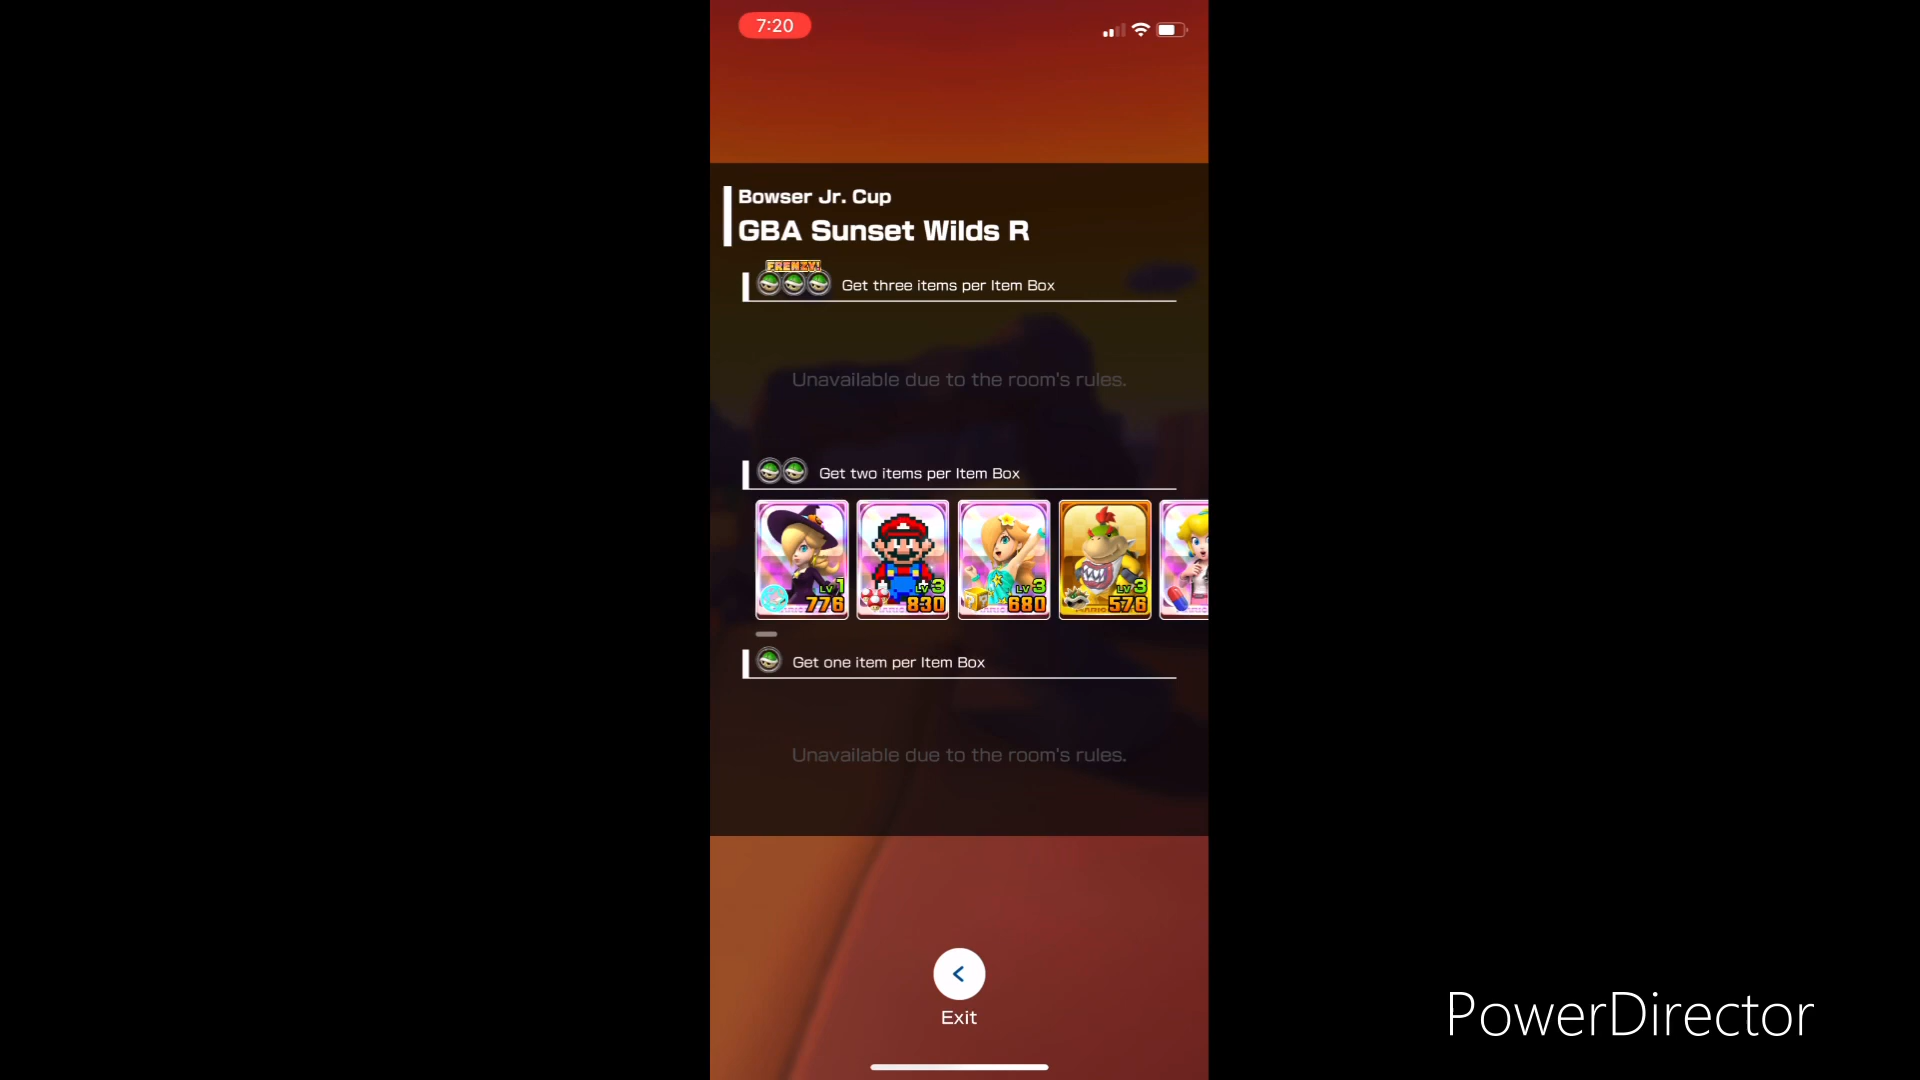 7:20
Bowser Jr. Cup
GBA Sunset Wilds R
FRENZY!
Get three items per Item Box
Unavailable due to the room's rules.
Get two items per Item Box
LV 1
776
LV 3
830
LV 3
680
LV 3
576
Get one item per Item Box
Unavailable due to the room's rules.
<
Exit
PowerDirector